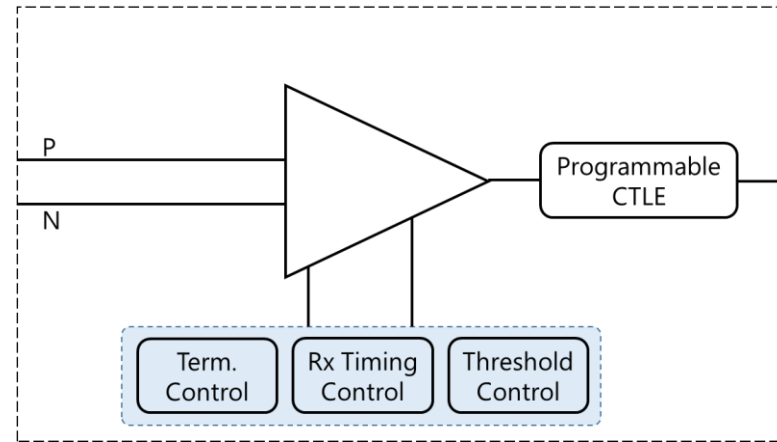 P
N
Programmable
CTLE
Term.
Control
Rx Timing
Control
Threshold
Control